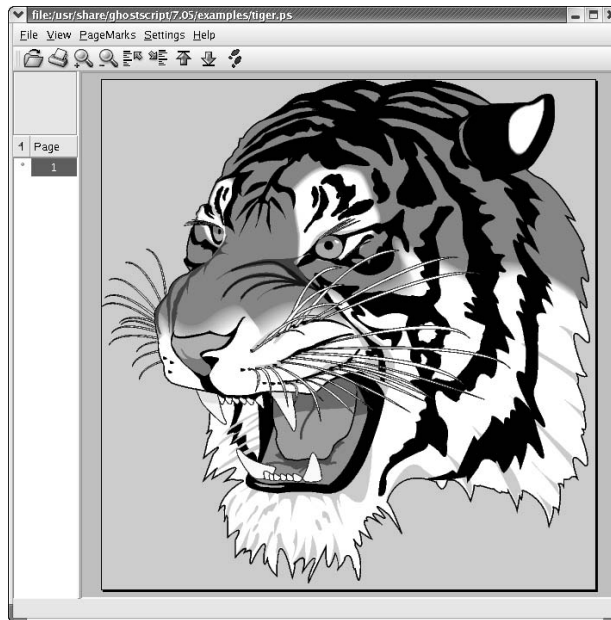 file:/usr/share/ghostscript/7.05/examples/tiger.ps
File View PageMarks Settings Help
1 Page
1